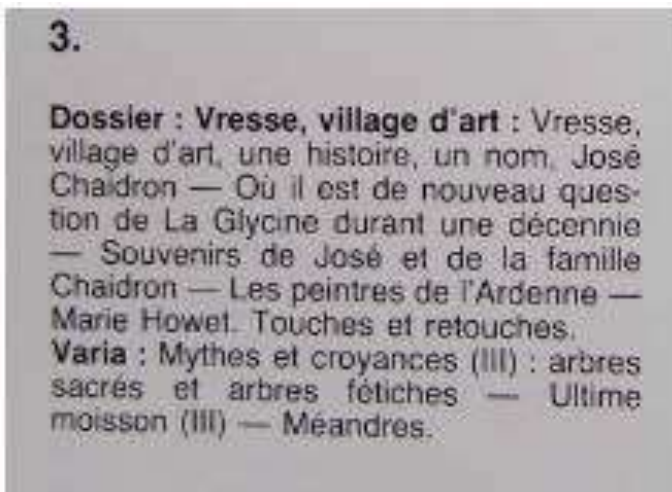 3.
Dossier : Vresse, village d'art : Vresse,
village d'art, une histoire, un nom, José
Chaidron — Où il est de nouveau ques-
tion de La Glycine durant une décennie
— Souvenirs de José et de la famille
Chaidron — Les peintres de l'Ardenne —
Marie Howet. Touches et retouches.
Varia : Mythes et croyances (III) : arbres
sacrés et arbres fétiches — Ultime
moisson (III) — Méandres.